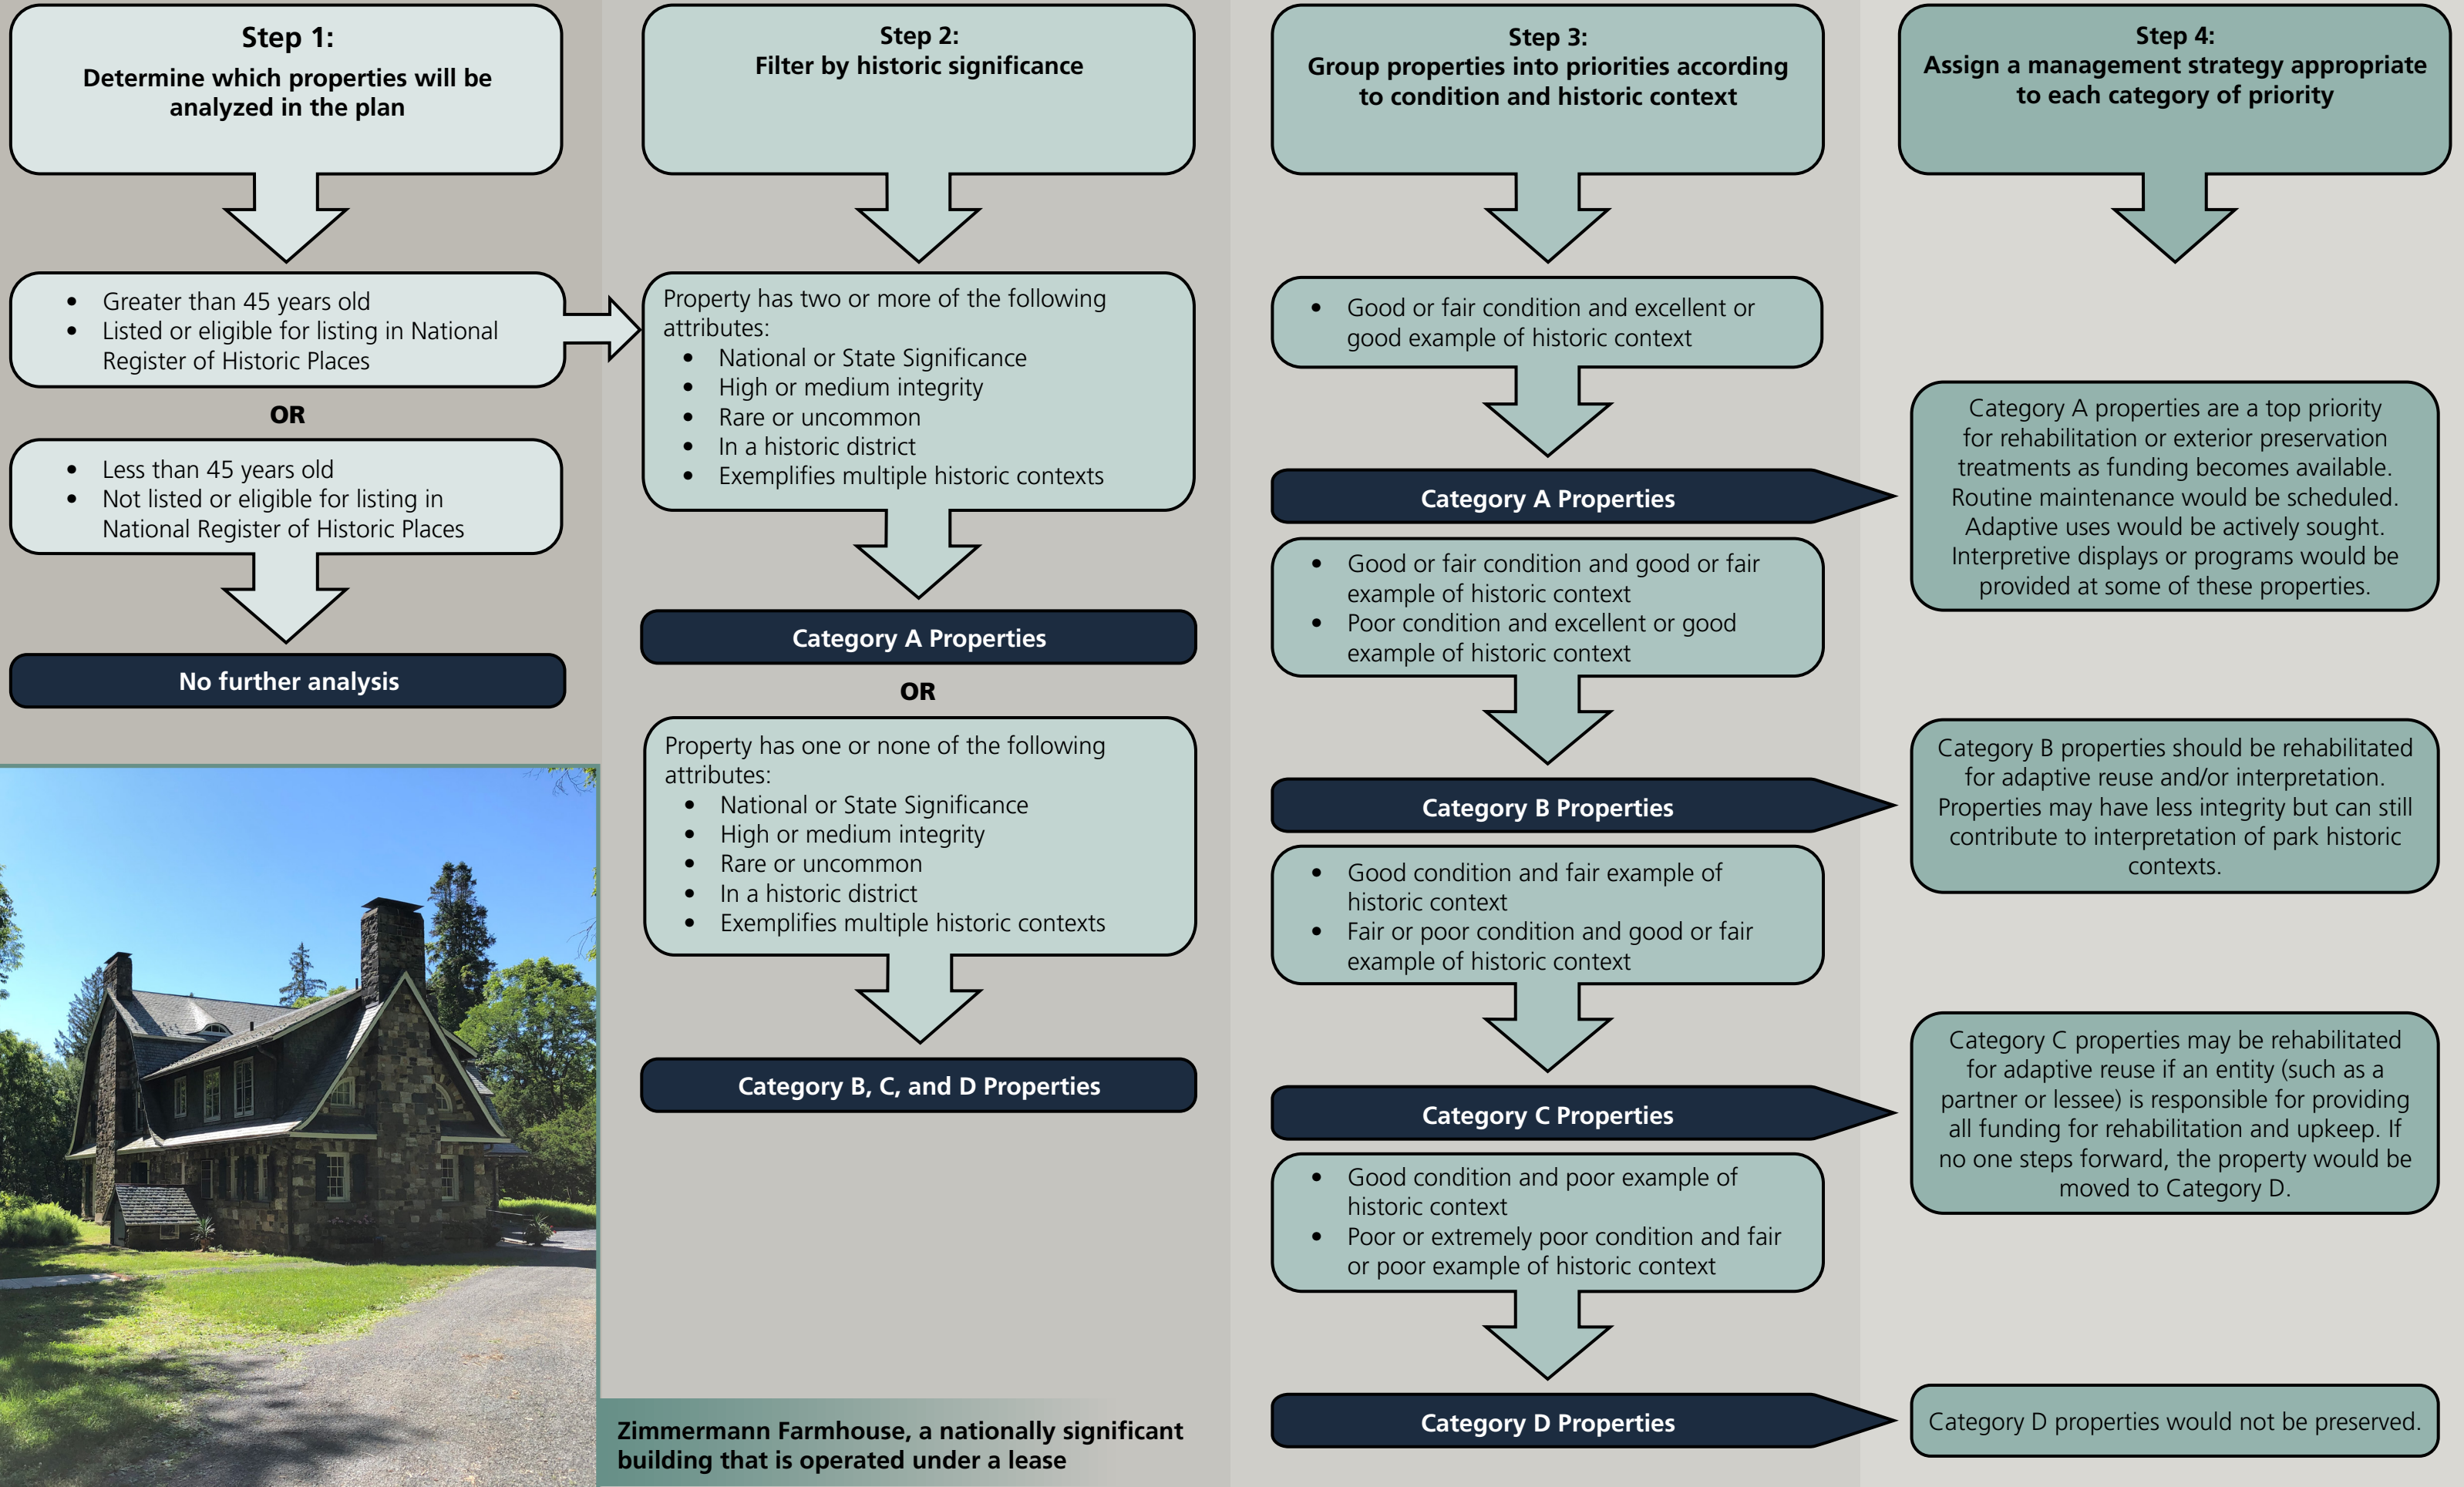 Step 1:
Determine which properties will be
analyzed in the plan
• Greater than 45 years old
• Listed or eligible for listing in National
Register of Historic Places
OR
• Less than 45 years old
• Not listed or eligible for listing in
National Register of Historic Places
No further analysis
Step 2:
Filter by historic significance
Property has two or more of the following
attributes:
• National or State Significance
• High or medium integrity
• Rare or uncommon
• In a historic district
• Exemplifies multiple historic contexts
Category A Properties
OR
Property has one or none of the following
attributes:
• National or State Significance
• High or medium integrity
• Rare or uncommon
• In a historic district
• Exemplifies multiple historic contexts
Category B, C, and D Properties
Zimmermann Farmhouse, a nationally significant
building that is operated under a lease
Step 3:
Group properties into priorities according
to condition and historic context
• Good or fair condition and excellent or
good example of historic context
Category A Properties
• Good or fair condition and good or fair
example of historic context
• Poor condition and excellent or good
example of historic context
Category B Properties
• Good condition and fair example of
historic context
• Fair or poor condition and good or fair
example of historic context
Category C Properties
• Good condition and poor example of
historic context
• Poor or extremely poor condition and fair
or poor example of historic context
Category D Properties
Step 4:
Assign a management strategy appropriate
to each category of priority
Category A properties are a top priority
for rehabilitation or exterior preservation
treatments as funding becomes available.
Routine maintenance would be scheduled.
Adaptive uses would be actively sought.
Interpretive displays or programs would be
provided at some of these properties.
Category B properties should be rehabilitated
for adaptive reuse and/or interpretation.
Properties may have less integrity but can still
contribute to interpretation of park historic
contexts.
Category C properties may be rehabilitated
for adaptive reuse if an entity (such as a
partner or lessee) is responsible for providing
all funding for rehabilitation and upkeep. If
no one steps forward, the property would be
moved to Category D.
Category D properties would not be preserved.